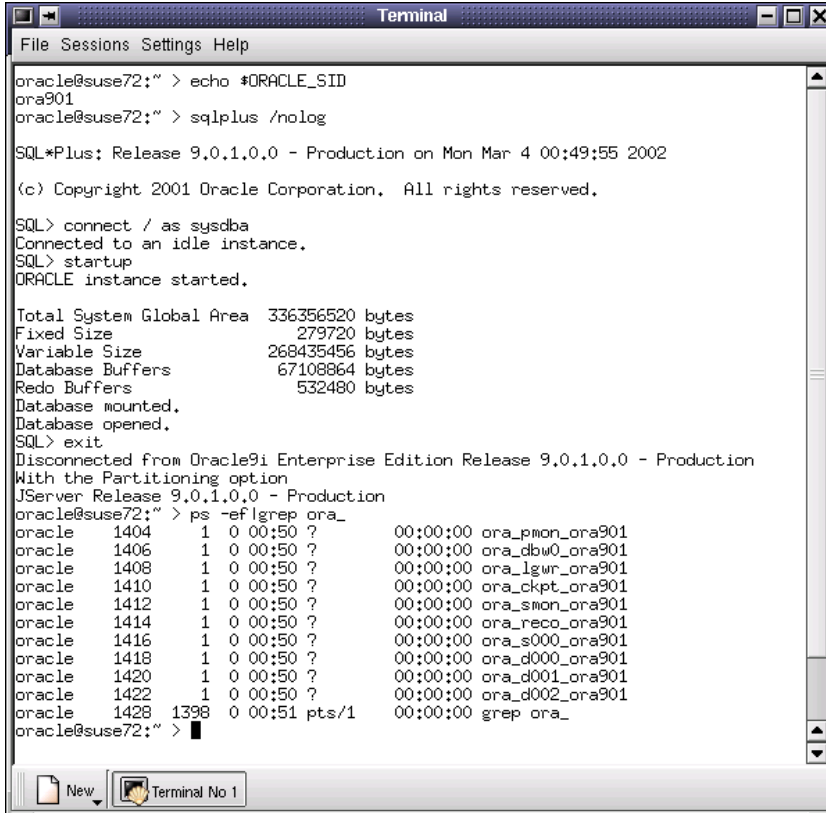 Terminal
File Sessions Settings Help
oracle@suse72:~ > echo $ORACLE_SID
ora901
oracle@suse72:~ > sqlplus /nolog
SQL*Plus: Release 9.0.1.0.0 - Production on Mon Mar 4 00:49:55 2002
(c) Copyright 2001 Oracle Corporation.  All rights reserved.
SQL> connect / as sysdba
Connected to an idle instance.
SQL> startup
ORACLE instance started.
Total System Global Area  336356520 bytes
Fixed Size                   279720 bytes
Variable Size             268435456 bytes
Database Buffers           67108864 bytes
Redo Buffers                 532480 bytes
Database mounted.
Database opened.
SQL> exit
Disconnected from Oracle9i Enterprise Edition Release 9.0.1.0.0 - Production
With the Partitioning option
JServer Release 9.0.1.0.0 - Production
oracle@suse72:~ > ps -ef|grep ora_
oracle    1404     1  0 00:50 ?        00:00:00 ora_pmon_ora901
oracle    1406     1  0 00:50 ?        00:00:00 ora_dbw0_ora901
oracle    1408     1  0 00:50 ?        00:00:00 ora_lgwr_ora901
oracle    1410     1  0 00:50 ?        00:00:00 ora_ckpt_ora901
oracle    1412     1  0 00:50 ?        00:00:00 ora_smon_ora901
oracle    1414     1  0 00:50 ?        00:00:00 ora_reco_ora901
oracle    1416     1  0 00:50 ?        00:00:00 ora_s000_ora901
oracle    1418     1  0 00:50 ?        00:00:00 ora_d000_ora901
oracle    1420     1  0 00:50 ?        00:00:00 ora_d001_ora901
oracle    1422     1  0 00:50 ?        00:00:00 ora_d002_ora901
oracle    1428  1398  0 00:51 pts/1    00:00:00 grep ora_
oracle@suse72:~ >
New Terminal No 1